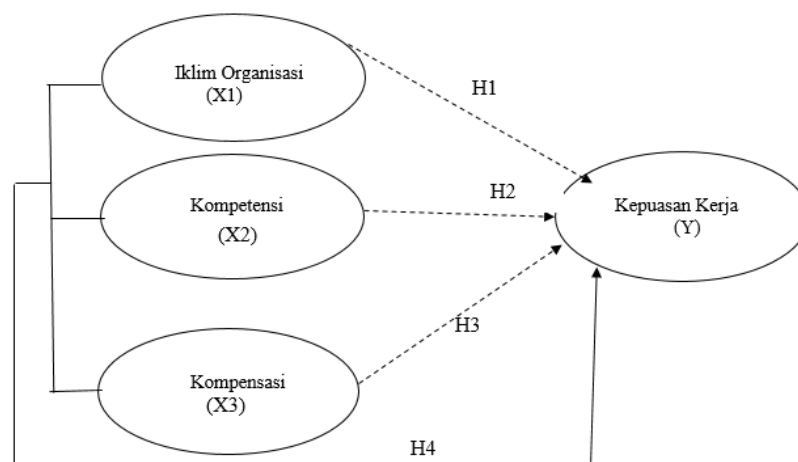 Iklim Organisasi
(X1)
H1
Kompetensi
(X2)
H2
Kepuasan Kerja
(Y)
H3
Kompensasi
(X3)
H4